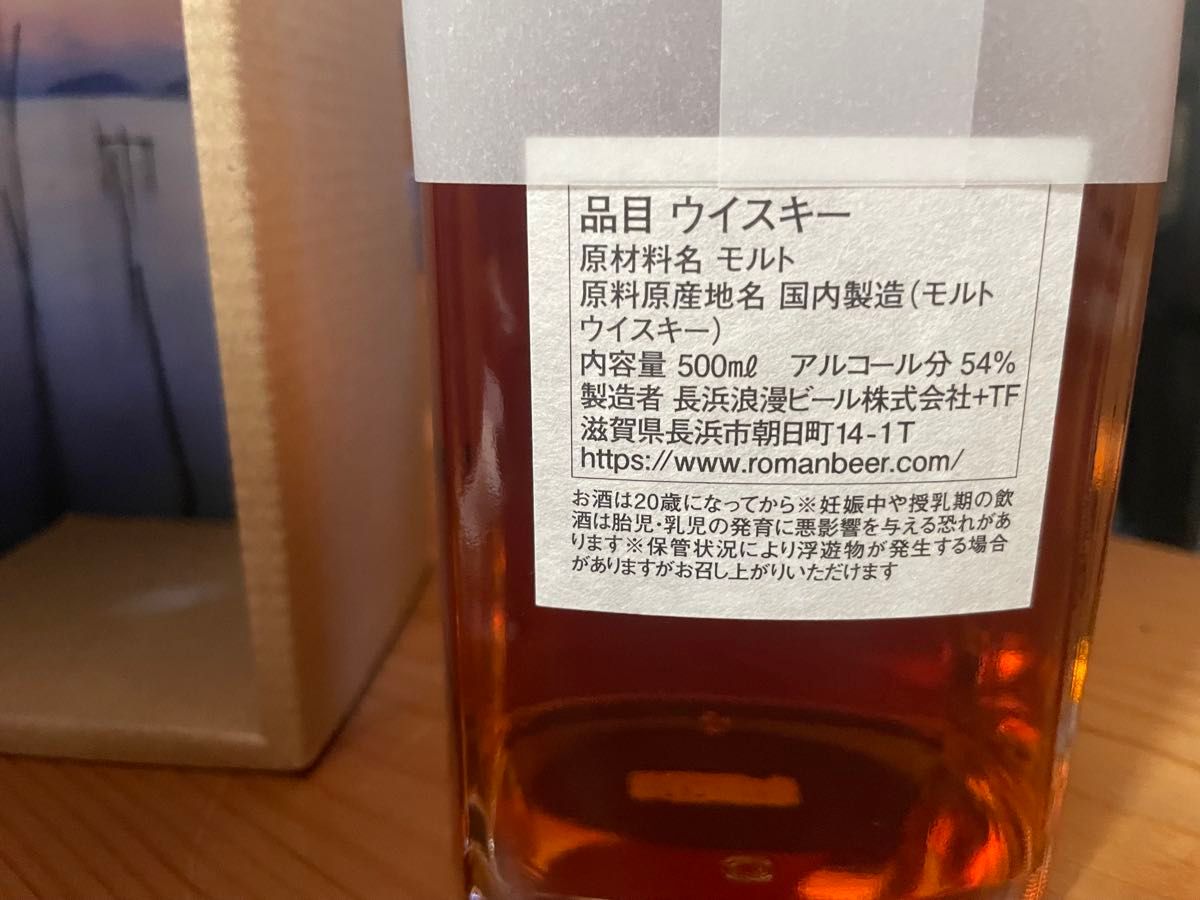 品目 ウイスキー
原材料名 モルト
原料原産地名 国内製造(モルト
ウイスキー)
内容量 500mℓ アルコール分 54%
製造者 長浜浪漫ビール株式会社+TF
滋賀県長浜市朝日町14-1T
https://www.romanbeer.com/
お酒は20歳になってから※妊娠中や授乳期の飲
酒は胎児・乳児の発育に悪影響を与える恐れがあ
ります※保管状況により浮遊物が発生する場合
がありますがお召し上がりいただけます